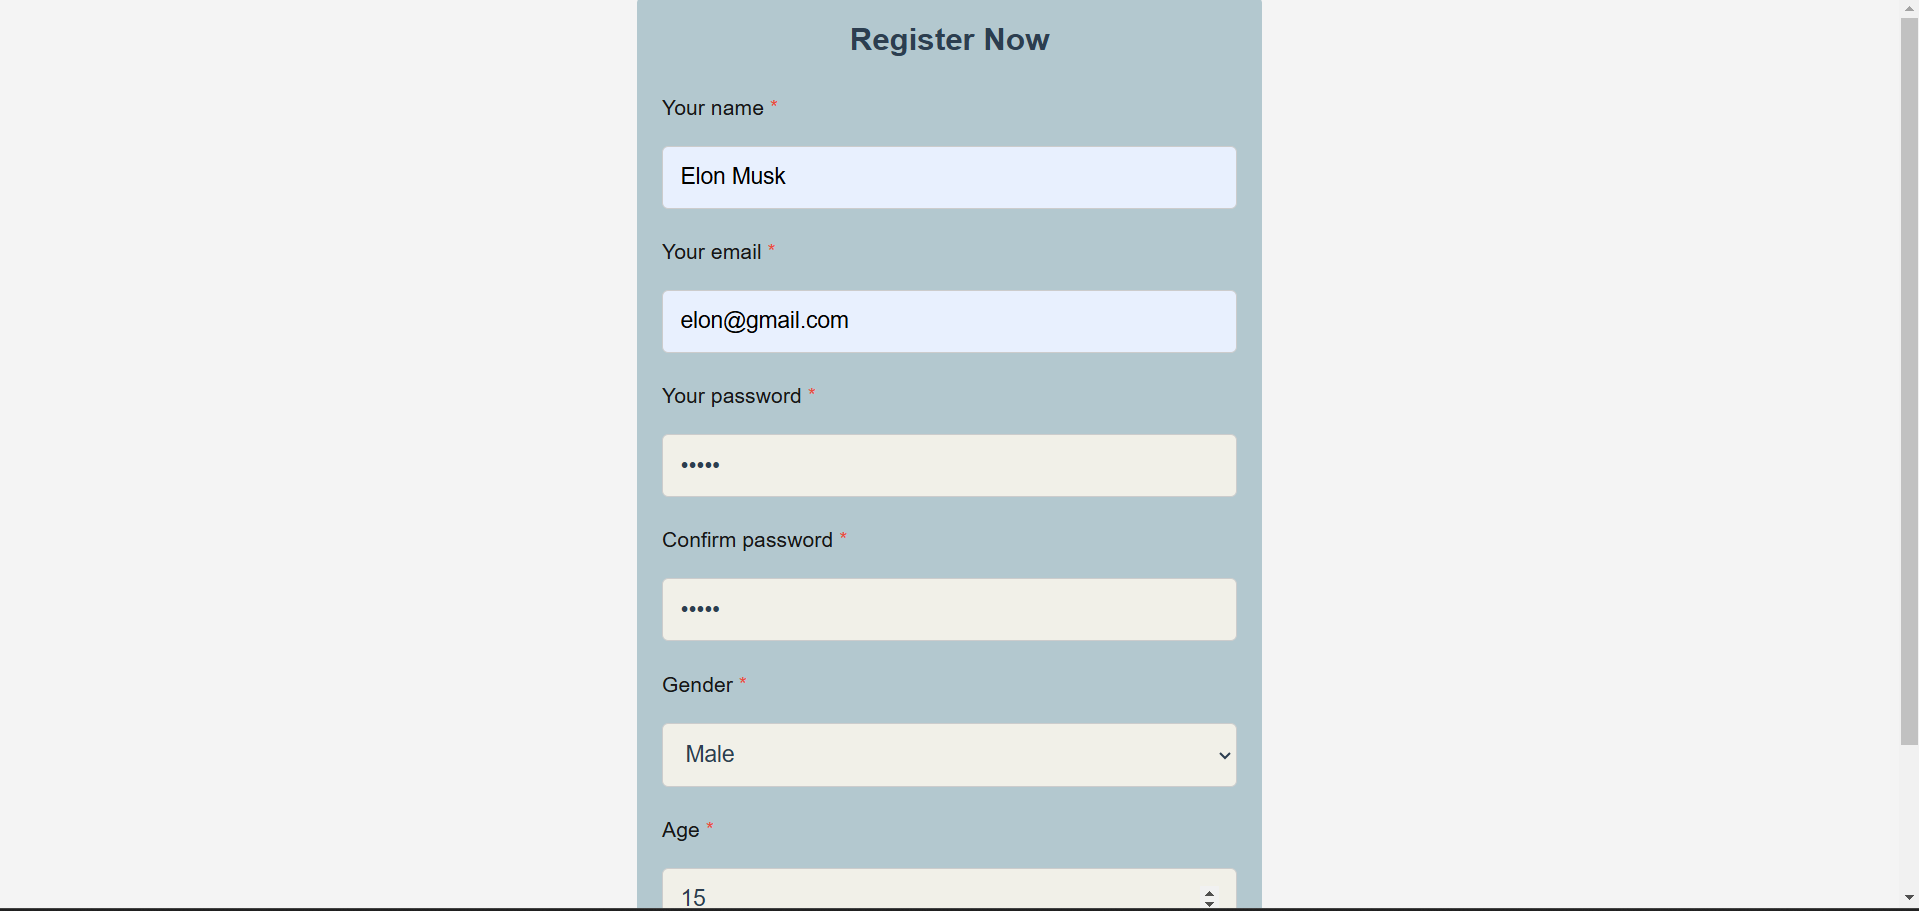 Register Now
Your name *
Elon Musk
Your email *
elon@gmail.com
Your password *
•••••
Confirm password *
•••••
Gender *
Male
Age *
15